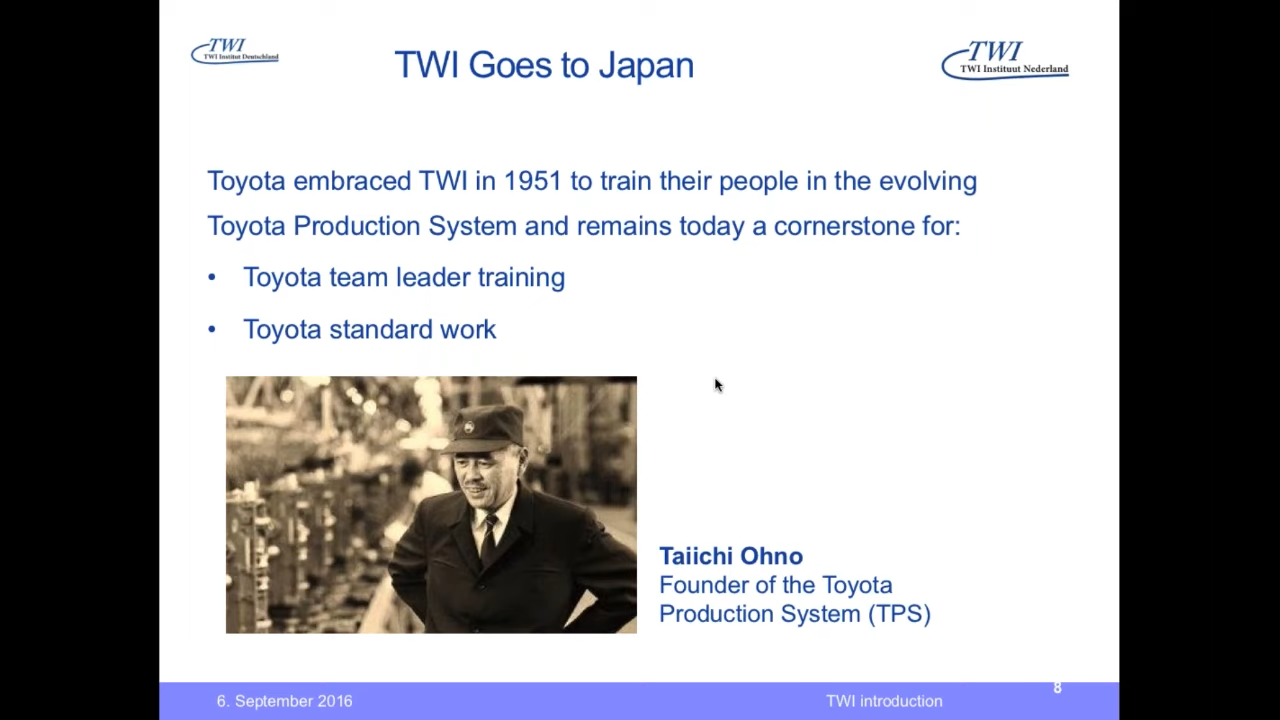 TWI
TWI Institut Deutschland
TWI Goes to Japan
TWI
TWI Instituut Nederland
Toyota embraced TWI in 1951 to train their people in the evolving
Toyota Production System and remains today a cornerstone for:
• Toyota team leader training
• Toyota standard work
Taiichi Ohno
Founder of the Toyota
Production System (TPS)
6. September 2016
TWI introduction
8